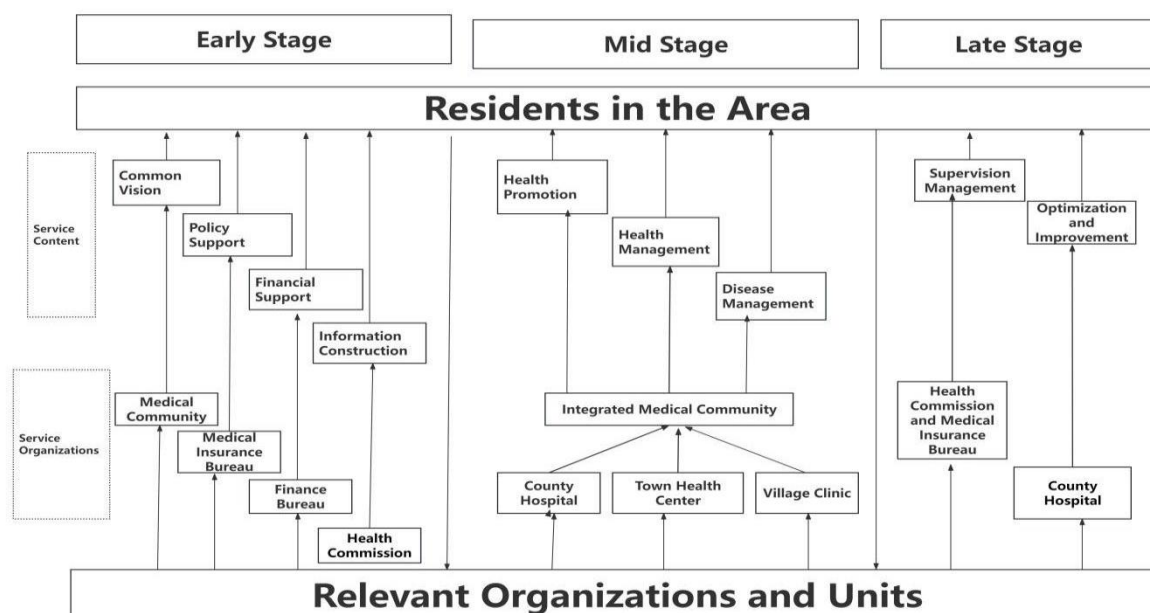 Early Stage
Mid Stage
Late Stage
Residents in the Area
Service
Content
Common
Vision
Policy
Support
Financial
Support
Information
Construction
Health
Promotion
Health
Management
Disease
Management
Supervision
Management
Optimization
and
Improvement
Service
Organizations
Medical
Community
Medical
Insurance
Bureau
Finance
Bureau
Health
Commission
Integrated Medical Community
County
Hospital
Town Health
Center
Village Clinic
Health
Commission
and Medical
Insurance
Bureau
County
Hospital
Relevant Organizations and Units